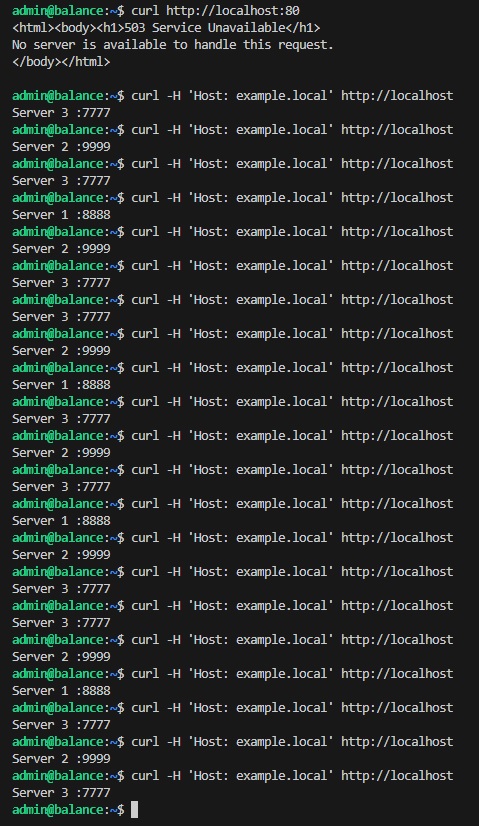 admin@balance:~$ curl http://localhost:80
<html><body><h1>503 Service Unavailable</h1>
No server is available to handle this request.
</body></html>

admin@balance:~$ curl -H 'Host: example.local' http://localhost
Server 3 :7777
admin@balance:~$ curl -H 'Host: example.local' http://localhost
Server 2 :9999
admin@balance:~$ curl -H 'Host: example.local' http://localhost
Server 3 :7777
admin@balance:~$ curl -H 'Host: example.local' http://localhost
Server 1 :8888
admin@balance:~$ curl -H 'Host: example.local' http://localhost
Server 2 :9999
admin@balance:~$ curl -H 'Host: example.local' http://localhost
Server 3 :7777
admin@balance:~$ curl -H 'Host: example.local' http://localhost
Server 3 :7777
admin@balance:~$ curl -H 'Host: example.local' http://localhost
Server 2 :9999
admin@balance:~$ curl -H 'Host: example.local' http://localhost
Server 1 :8888
admin@balance:~$ curl -H 'Host: example.local' http://localhost
Server 3 :7777
admin@balance:~$ curl -H 'Host: example.local' http://localhost
Server 2 :9999
admin@balance:~$ curl -H 'Host: example.local' http://localhost
Server 3 :7777
admin@balance:~$ curl -H 'Host: example.local' http://localhost
Server 1 :8888
admin@balance:~$ curl -H 'Host: example.local' http://localhost
Server 2 :9999
admin@balance:~$ curl -H 'Host: example.local' http://localhost
Server 3 :7777
admin@balance:~$ curl -H 'Host: example.local' http://localhost
Server 3 :7777
admin@balance:~$ curl -H 'Host: example.local' http://localhost
Server 2 :9999
admin@balance:~$ curl -H 'Host: example.local' http://localhost
Server 1 :8888
admin@balance:~$ curl -H 'Host: example.local' http://localhost
Server 3 :7777
admin@balance:~$ curl -H 'Host: example.local' http://localhost
Server 2 :9999
admin@balance:~$ curl -H 'Host: example.local' http://localhost
Server 3 :7777
admin@balance:~$